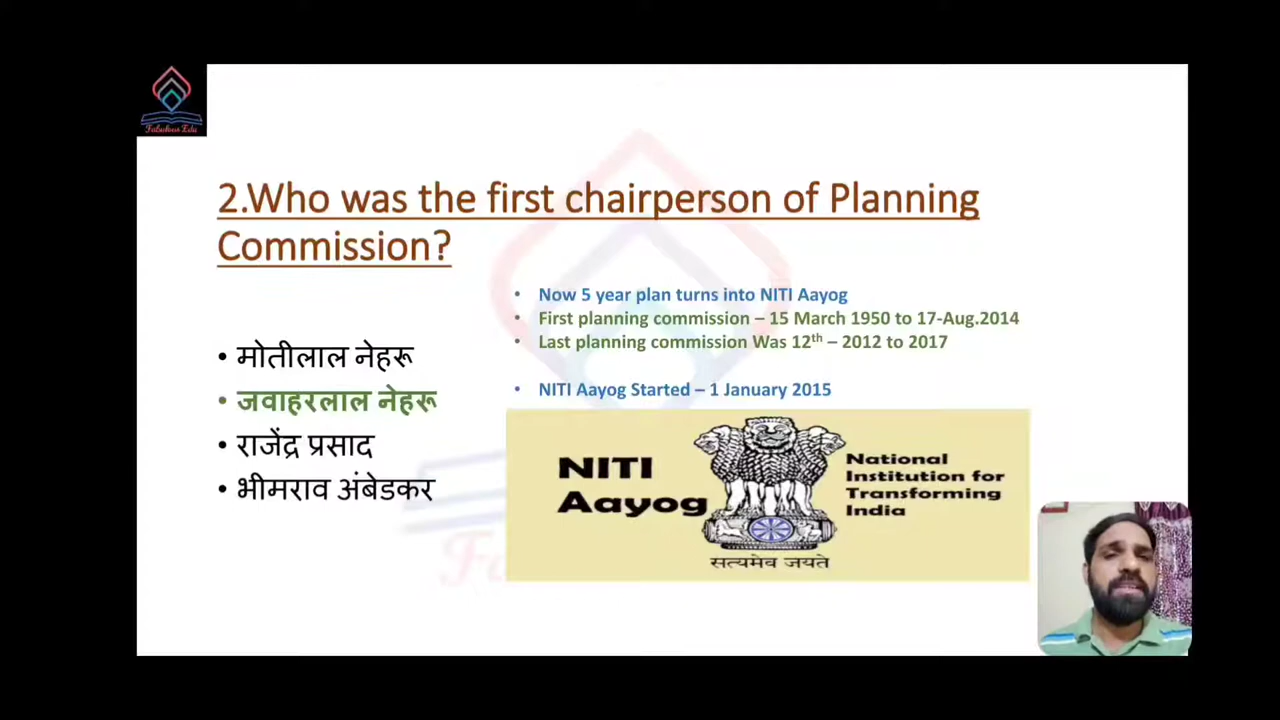 Fabulous Edu
2.Who was the first chairperson of Planning
Commission?
• मोतीलाल नेहरू
• जवाहरलाल नेहरू
• राजेंद्र प्रसाद
• भीमराव अंबेडकर
• Now 5 year plan turns into NITI Aayog
• First planning commission – 15 March 1950 to 17-Aug.2014
• Last planning commission Was 12th – 2012 to 2017
• NITI Aayog Started – 1 January 2015
NITI
Aayog
National
Institution for
Transforming
India
सत्यमेव जयते